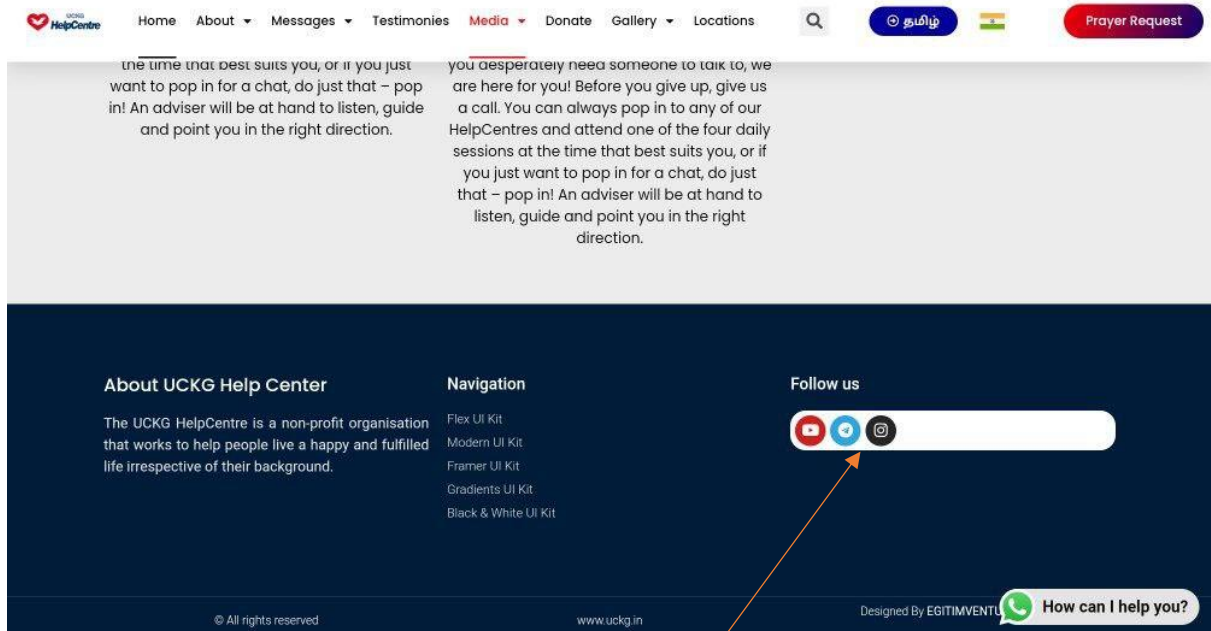 UCKG
HelpCentre
Home About Messages Testimonies Media Donate Gallery Locations
தமிழ்
Prayer Request
the time that best suits you, or if you just
want to pop in for a chat, do just that – pop
in! An adviser will be at hand to listen, guide
and point you in the right direction.
you desperately need someone to talk to, we
are here for you! Before you give up, give us
a call. You can always pop in to any of our
HelpCentres and attend one of the four daily
sessions at the time that best suits you, or if
you just want to pop in for a chat, do just
that – pop in! An adviser will be at hand to
listen, guide and point you in the right
direction.
About UCKG Help Center
The UCKG HelpCentre is a non-profit organisation
that works to help people live a happy and fulfilled
life irrespective of their background.
Navigation
Flex UI Kit
Modern UI Kit
Framer UI Kit
Gradients UI Kit
Black & White UI Kit
Follow us
© All rights reserved
www.uckg.in
Designed By
How can I help you?